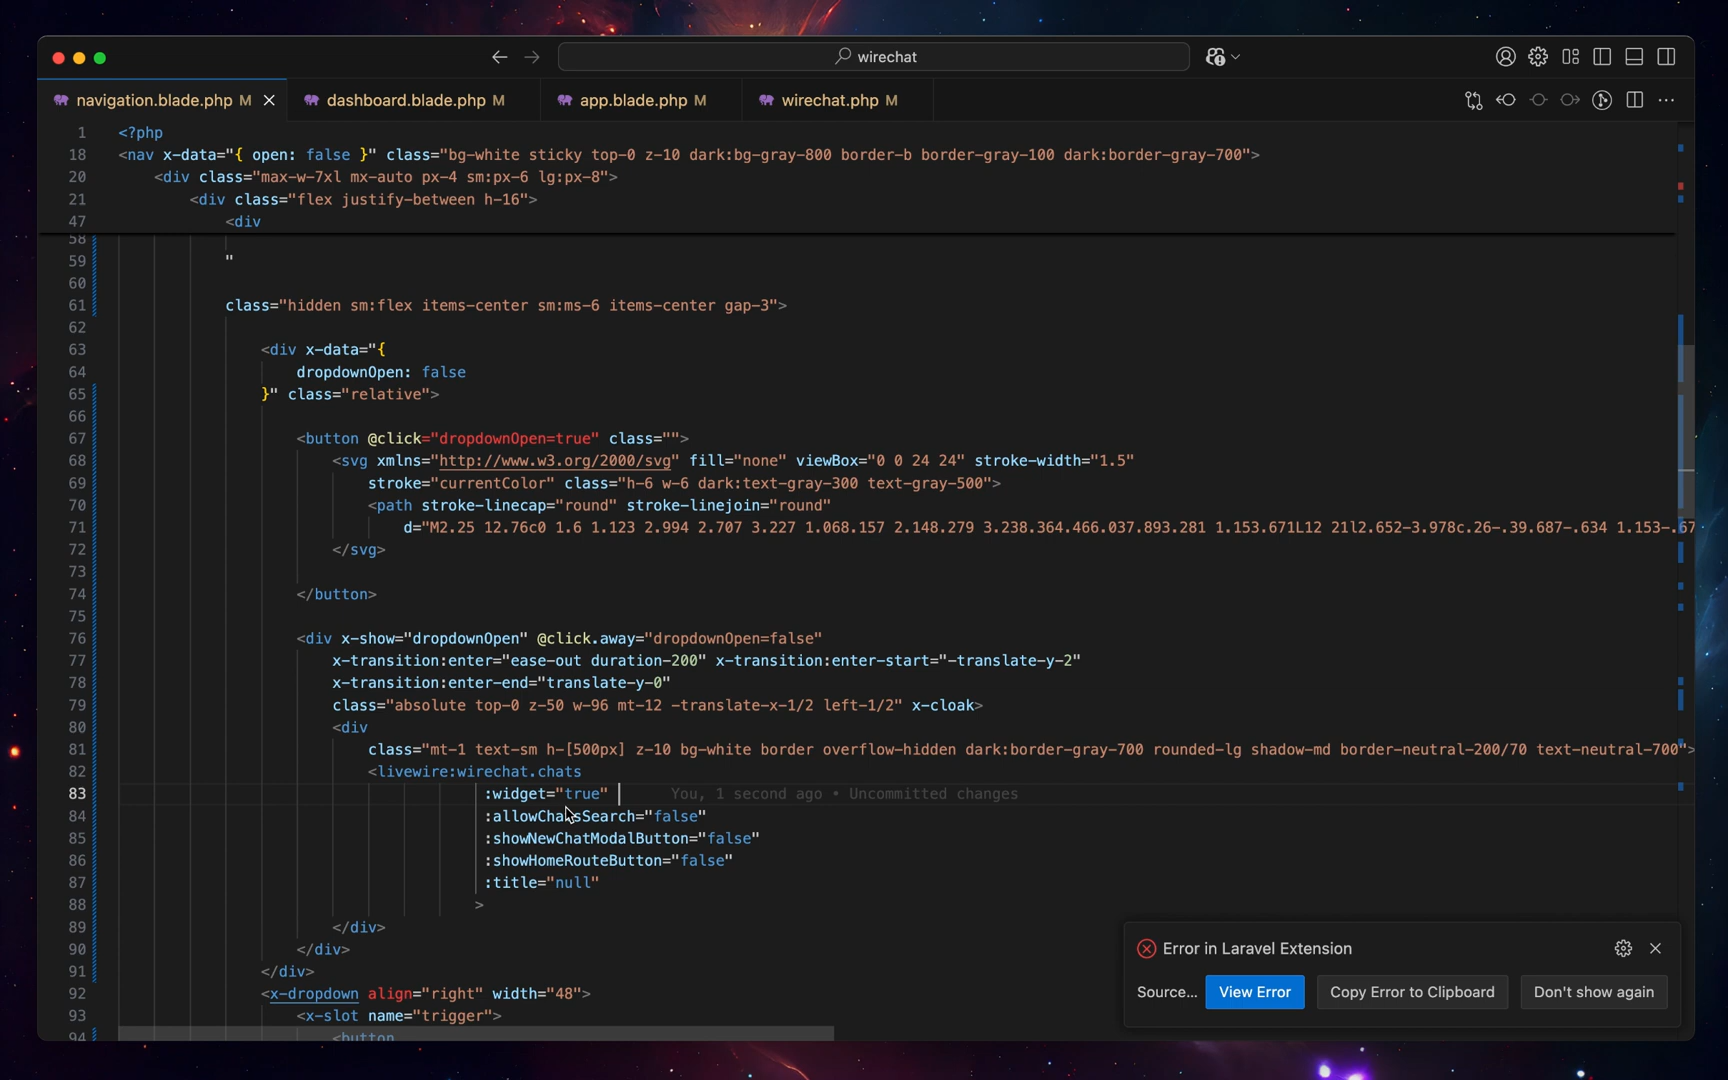 wirechat
navigation.blade.php M
dashboard.blade.php M
app.blade.php M
wirechat.php M
1 <?php
18 <nav x-data="{ open: false }" class="bg-white sticky top-0 z-10 dark:bg-gray-800 border-b border-gray-100 dark:border-gray-700">
20 <div class="max-w-7xl mx-auto px-4 sm:px-6 lg:px-8">
21 <div class="flex justify-between h-16">
47 <div
58
59 "
60
61 class="hidden sm:flex items-center sm:ms-6 items-center gap-3">
62
63 <div x-data="{
64 dropdownOpen: false
65 }" class="relative">
66
67 <button @click="dropdownOpen=true" class="">
68 <svg xmlns="http://www.w3.org/2000/svg" fill="none" viewBox="0 0 24 24" stroke-width="1.5"
69 stroke="currentColor" class="h-6 w-6 dark:text-gray-300 text-gray-500">
70 <path stroke-linecap="round" stroke-linejoin="round"
71 d="M2.25 12.76c0 1.6 1.123 2.994 2.707 3.227 1.068.157 2.148.279 3.238.364.466.037.893.281 1.153.671L12 21l2.652-3.978c.26-.39.687-.634 1.153-.67
72 </svg>
73
74 </button>
75
76 <div x-show="dropdownOpen" @click.away="dropdownOpen=false"
77 x-transition:enter="ease-out duration-200" x-transition:enter-start="-translate-y-2"
78 x-transition:enter-end="translate-y-0"
79 class="absolute top-0 z-50 w-96 mt-12 -translate-x-1/2 left-1/2" x-cloak>
80 <div
81 class="mt-1 text-sm h-[500px] z-10 bg-white border overflow-hidden dark:border-gray-700 rounded-lg shadow-md border-neutral-200/70 text-neutral-700">
82 <livewire:wirechat.chats
83 :widget="true" You, 1 second ago • Uncommitted changes
84 :allowChatsSearch="false"
85 :showNewChatModalButton="false"
86 :showHomeRouteButton="false"
87 :title="null"
88 >
89 </div>
90 </div>
91 </div>
92 <x-dropdown align="right" width="48">
93 <x-slot name="trigger">
94 <button
Error in Laravel Extension
Source...
View Error
Copy Error to Clipboard
Don't show again